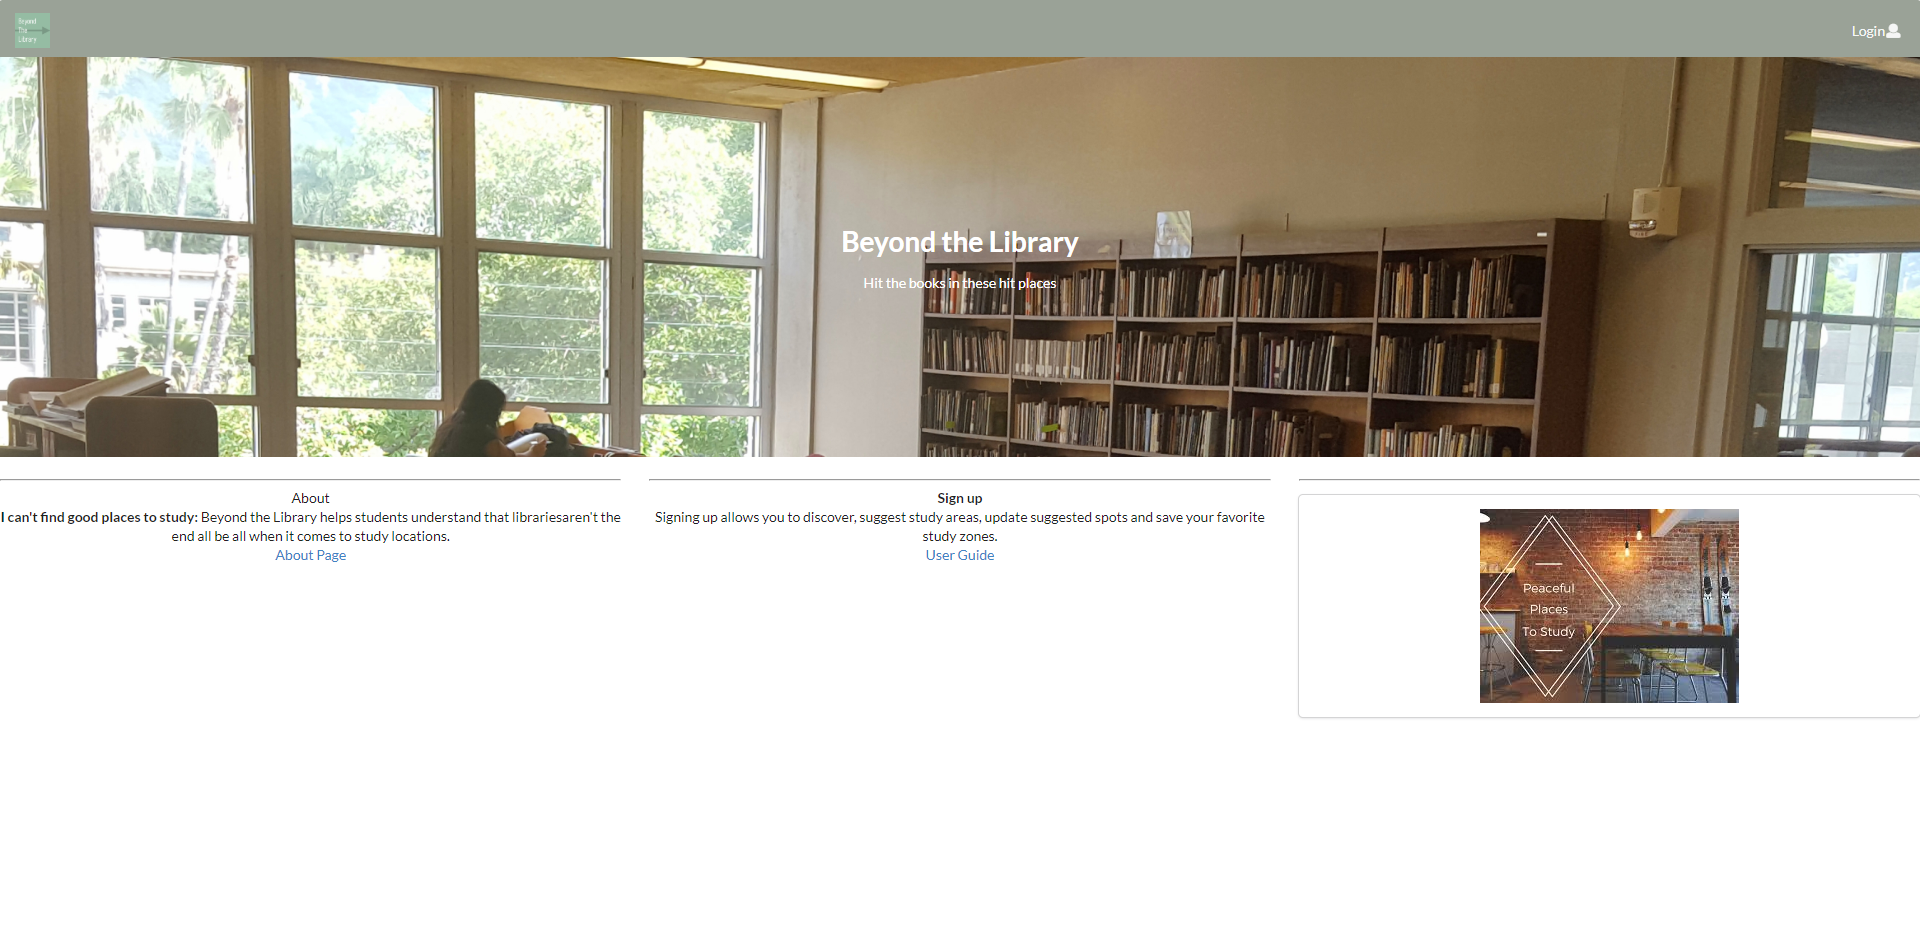 Beyond
The
Library
Login
Beyond the Library
Hit the books in these hit places
About
I can't find good places to study: Beyond the Library helps students understand that librariesaren't the
end all be all when it comes to study locations.
About Page
Sign up
Signing up allows you to discover, suggest study areas, update suggested spots and save your favorite
study zones.
User Guide
Peaceful
Places
To Study